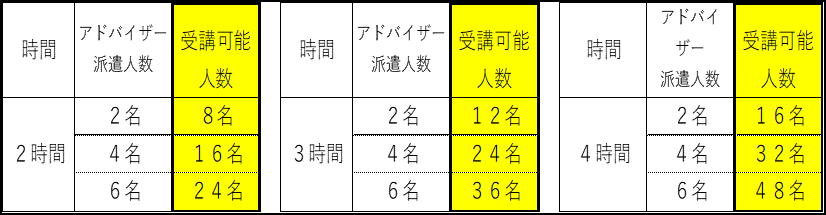 時間 アドバイザー派遣人数 受講可能人数
２時間 ２名 ８名
４名 １６名
６名 ２４名
時間 アドバイザー派遣人数 受講可能人数
３時間 ２名 １２名
４名 ２４名
６名 ３６名
時間 アドバイザー派遣人数 受講可能人数
４時間 ２名 １６名
４名 ３２名
６名 ４８名